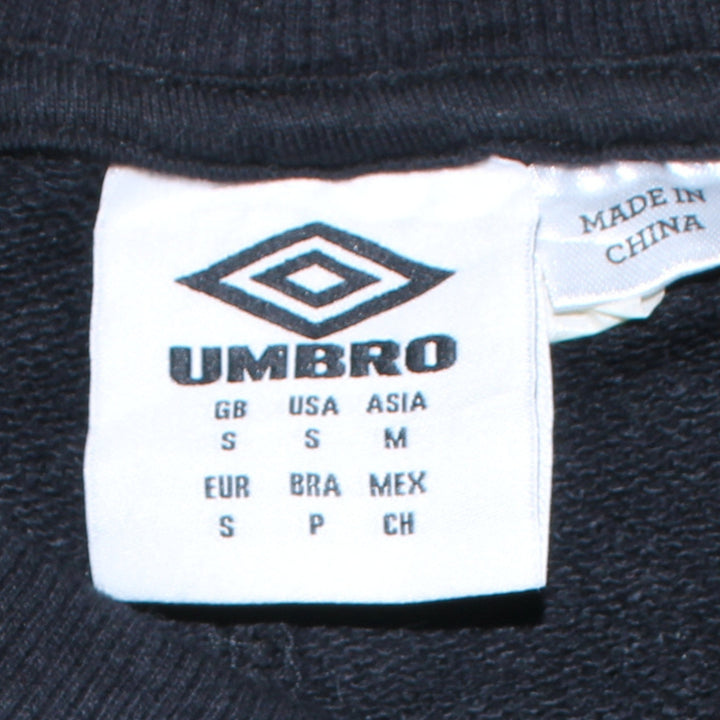 UMBRO
GB USA ASIA
S S M
EUR BRA MEX
S P CH
MADE IN
CHINA